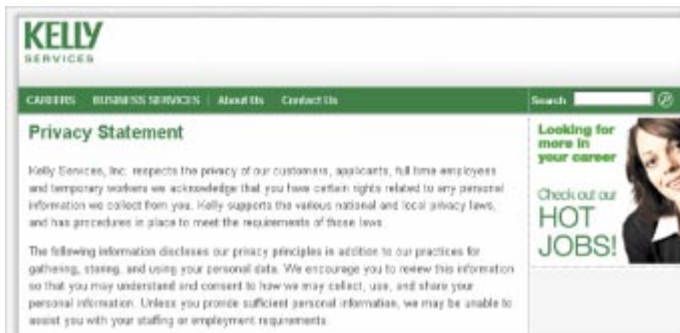 KELLY
SERVICES
CAREERS BUSINESS SERVICES | About Us Contact Us Search
Privacy Statement
Kelly Services, Inc. respects the privacy of our customers, applicants, full time employees
and temporary workers we acknowledge that you have certain rights related to any personal
information we collect from you. Kelly supports the various national and local privacy laws,
and has procedures in place to meet the requirements of those laws.
The following information discloses our privacy principles in addition to our practices for
gathering, storing, and using your personal data. We encourage you to review this information
so that you may understand and consent to how we may collect, use, and share your
personal information. Unless you provide sufficient personal information, we may be unable to
assist you with your staffing or employment requirements.
Looking for
more in
your career
Check out our
HOT
JOBS!